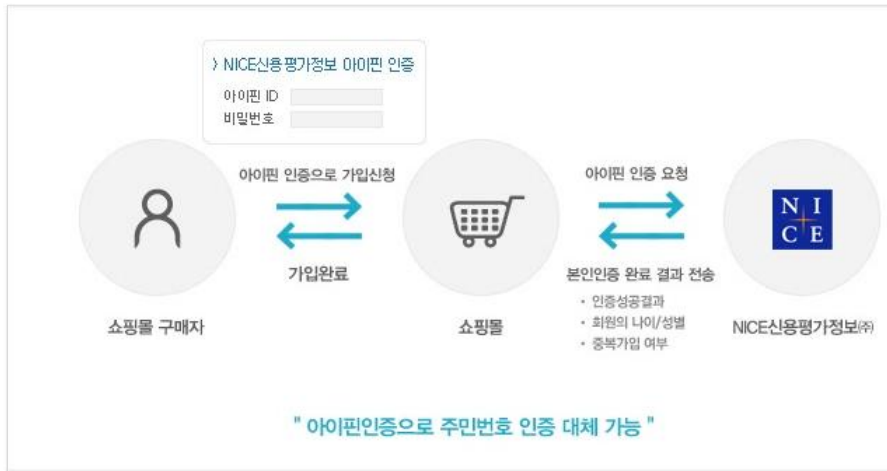 > NICE신용평가정보 아이핀 인증
아이핀 ID
비밀번호
아이핀 인증으로 가입신청
가입완료
아이핀 인증 요청
본인인증 완료 결과 전송
• 인증성공결과
• 회원의 나이/성별
• 중복가입 여부
N I
C E
쇼핑몰 구매자
쇼핑몰
NICE신용평가정보㈜
" 아이핀인증으로 주민번호 인증 대체 가능 "